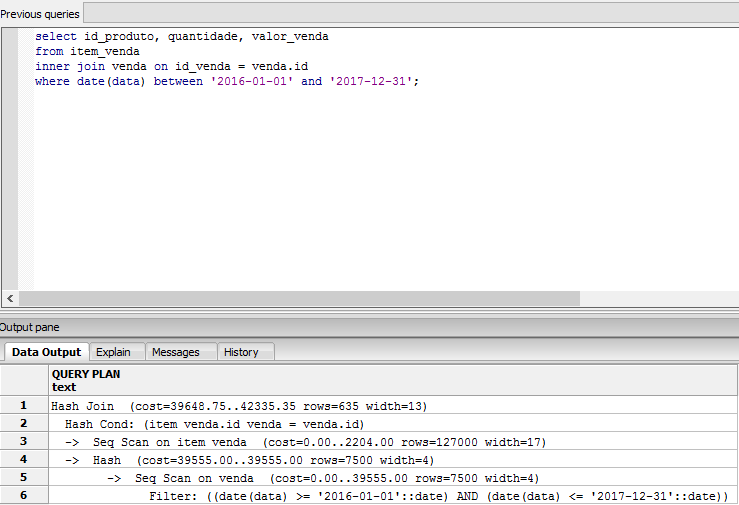 Previous queries
select id_produto, quantidade, valor_venda
from item_venda
inner join venda on id_venda = venda.id
where date(data) between '2016-01-01' and '2017-12-31';
Output pane
Data Output Explain Messages History
QUERY PLAN
text
1 Hash Join (cost=39648.75..42335.35 rows=635 width=13)
2 Hash Cond: (item venda.id venda = venda.id)
3 -> Seq Scan on item venda (cost=0.00..2204.00 rows=127000 width=17)
4 -> Hash (cost=39555.00..39555.00 rows=7500 width=4)
5 -> Seq Scan on venda (cost=0.00..39555.00 rows=7500 width=4)
6 Filter: ((date(data) >= '2016-01-01'::date) AND (date(data) <= '2017-12-31'::date))